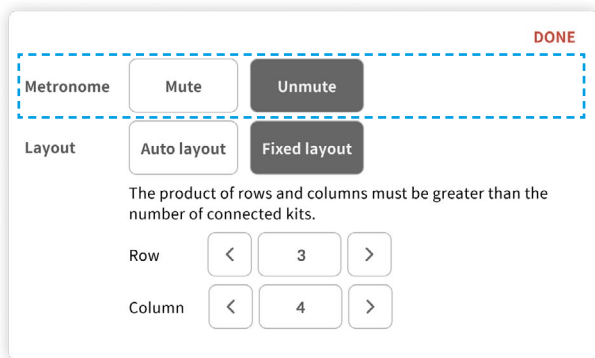 DONE
Metronome Mute Unmute
Layout Auto layout Fixed layout
The product of rows and columns must be greater than the
number of connected kits.
Row < 3 >
Column < 4 >